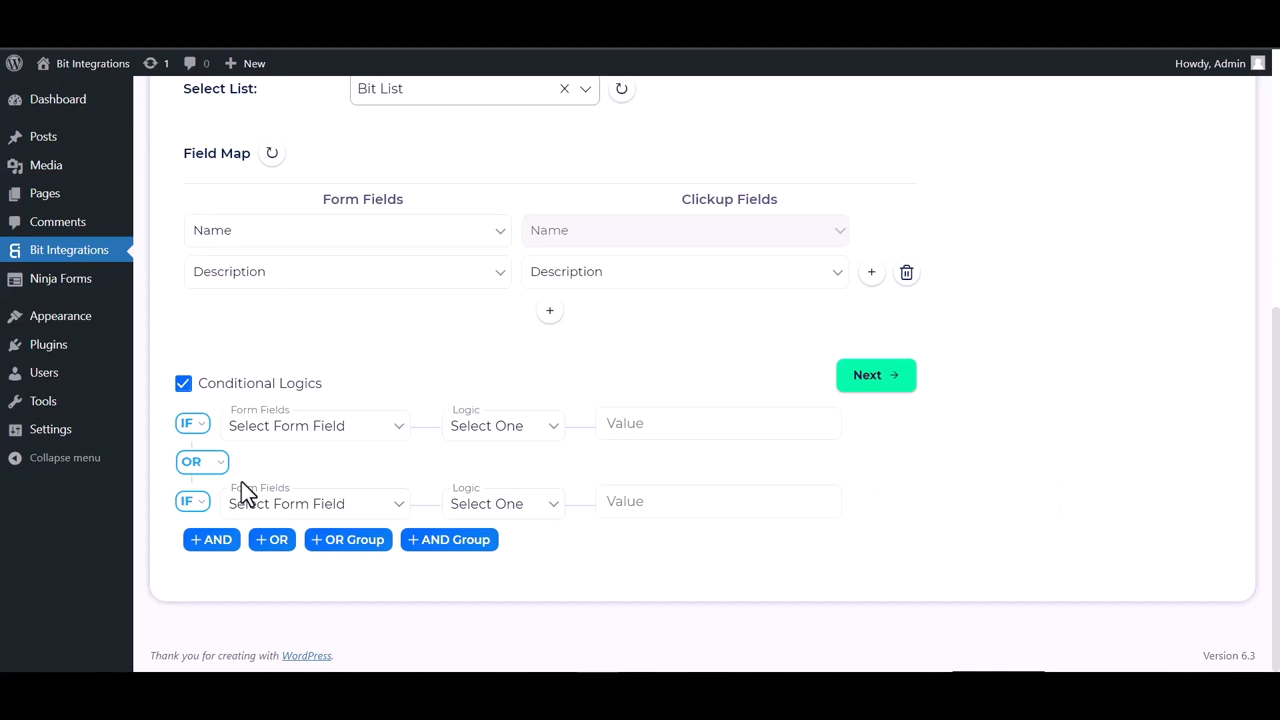 Bit Integrations 1 0 New Howdy, Admin
Dashboard
Posts
Media
Pages
Comments
Bit Integrations
Ninja Forms
Appearance
Plugins
Users
Tools
Settings
Collapse menu
Select List: Bit List
Field Map
Form Fields Clickup Fields
Name Name
Description Description
+
+
Conditional Logics Next →
Form Fields Logic
IF Select Form Field Select One Value
OR
Form Fields Logic
IF Select Form Field Select One Value
+ AND + OR + OR Group + AND Group
Thank you for creating with WordPress. Version 6.3